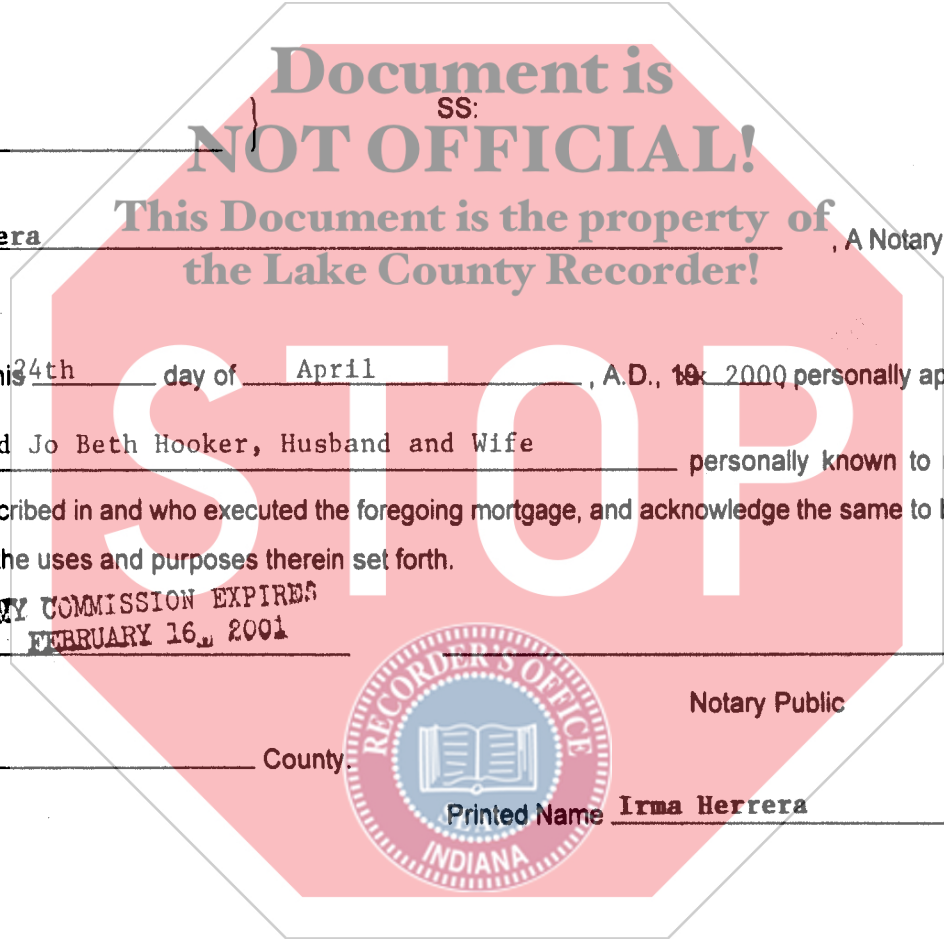 Document is
SS:
NOT OFFICIAL!
This Document is the property of
era , A Notary
the Lake County Recorder!
STOP
his 24th day of April , A.D., 19x 2000 personally ap
d Jo Beth Hooker, Husband and Wife personally known to
cribed in and who executed the foregoing mortgage, and acknowledge the same to b
he uses and purposes therein set forth.
MY COMMISSION EXPIRES
FEBRUARY 16, 2001
RECORDER'S OFFICE
Notary Public
County.
Printed Name Irma Herrera
INDIANA